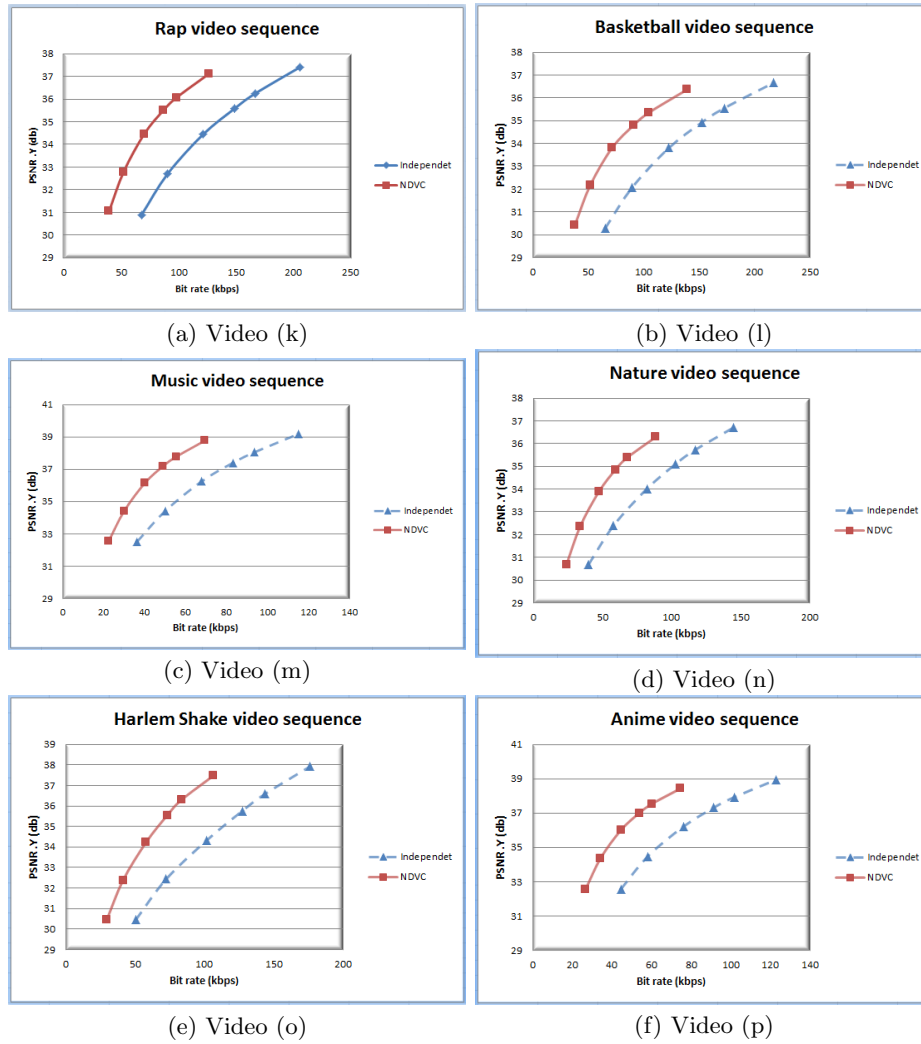 Rap video sequence
38
37
36
35
34
33
32
31
30
29
PSNR .Y (db)
0 50 100 150 200 250
Bit rate (kbps)
Independet
NDVC
(a) Video (k)
Basketball video sequence
38
37
36
35
34
33
32
31
30
29
PSNR .Y (db)
0 50 100 150 200 250
Bit rate (kbps)
Independet
NDVC
(b) Video (l)
Music video sequence
41
39
37
35
33
31
29
PSNR .Y (db)
0 20 40 60 80 100 120 140
Bit rate (kbps)
Independet
NDVC
(c) Video (m)
Nature video sequence
38
37
36
35
34
33
32
31
30
29
PSNR .Y (db)
0 50 100 150 200
Bit rate (kbps)
Independet
NDVC
(d) Video (n)
Harlem Shake video sequence
39
38
37
36
35
34
33
32
31
30
29
PSNR .Y (db)
0 50 100 150 200
Bit rate (kbps)
Independet
NDVC
(e) Video (o)
Anime video sequence
41
39
37
35
33
31
29
PSNR .Y (db)
0 20 40 60 80 100 120 140
Bit rate (kbps)
Independet
NDVC
(f) Video (p)